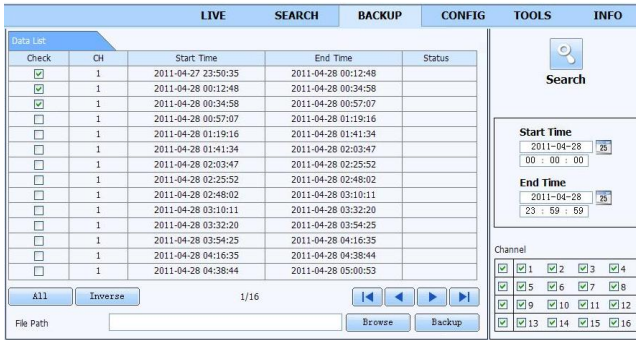 LIVE SEARCH BACKUP CONFIG TOOLS INFO
Data List
Check CH Start Time End Time Status
1 2011-04-27 23:50:35 2011-04-28 00:12:48
1 2011-04-28 00:12:48 2011-04-28 00:34:58
1 2011-04-28 00:34:58 2011-04-28 00:57:07
1 2011-04-28 00:57:07 2011-04-28 01:19:16
1 2011-04-28 01:19:16 2011-04-28 01:41:34
1 2011-04-28 01:41:34 2011-04-28 02:03:47
1 2011-04-28 02:03:47 2011-04-28 02:25:52
1 2011-04-28 02:25:52 2011-04-28 02:48:02
1 2011-04-28 02:48:02 2011-04-28 03:10:11
1 2011-04-28 03:10:11 2011-04-28 03:32:20
1 2011-04-28 03:32:20 2011-04-28 03:54:25
1 2011-04-28 03:54:25 2011-04-28 04:16:35
1 2011-04-28 04:16:35 2011-04-28 04:38:44
1 2011-04-28 04:38:44 2011-04-28 05:00:53
All Inverse 1/16
File Path Browse Backup
Search
Start Time
2011-04-28 25
00 : 00 : 00
End Time
2011-04-28 25
23 : 59 : 59
Channel
1 2 3 4
5 6 7 8
9 10 11 12
13 14 15 16